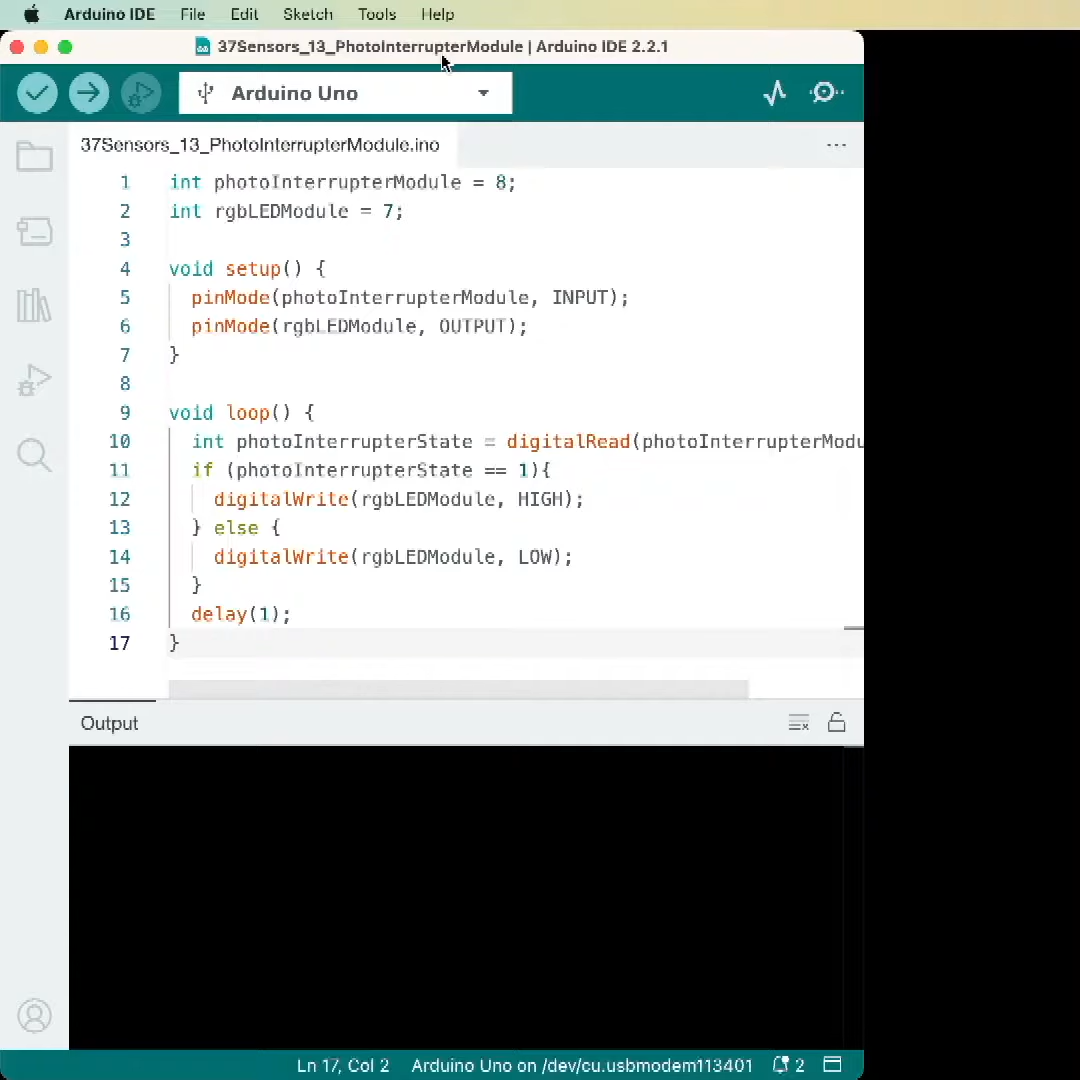 Arduino IDE File Edit Sketch Tools Help
37Sensors_13_PhotoInterrupterModule | Arduino IDE 2.2.1
Arduino Uno
37Sensors_13_PhotoInterrupterModule.ino
1 int photoInterrupterModule = 8;
2 int rgbLEDModule = 7;
3
4 void setup() {
5 pinMode(photoInterrupterModule, INPUT);
6 pinMode(rgbLEDModule, OUTPUT);
7 }
8
9 void loop() {
10 int photoInterrupterState = digitalRead(photoInterrupterModu
11 if (photoInterrupterState == 1){
12 digitalWrite(rgbLEDModule, HIGH);
13 } else {
14 digitalWrite(rgbLEDModule, LOW);
15 }
16 delay(1);
17 }
Output
Ln 17, Col 2 Arduino Uno on /dev/cu.usbmodem113401 2